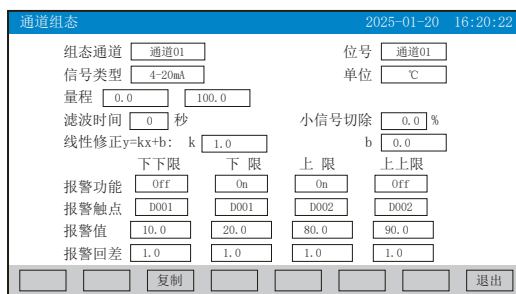 通道组态 2025-01-20 16:20:22
组态通道 通道01 位号 通道01
信号类型 4-20mA 单位 ℃
量程 0.0 100.0
滤波时间 0 秒 小信号切除 0.0 %
线性修正y=kx+b: k 1.0 b 0.0
下下限 下 限 上 限 上上限
报警功能 Off On On Off
报警触点 D001 D001 D002 D002
报警值 10.0 20.0 80.0 90.0
报警回差 1.0 1.0 1.0 1.0
复制 退出